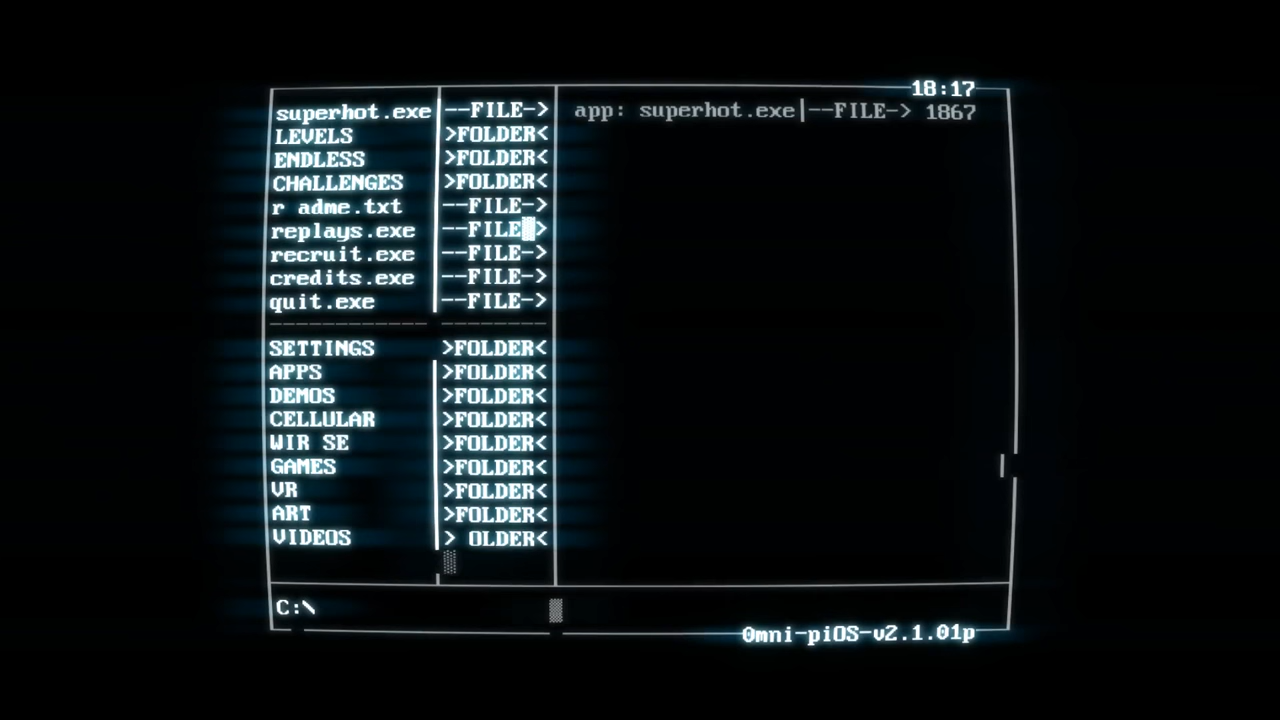 18:17
superhot.exe --FILE-> app: superhot.exe|--FILE-> 1867
LEVELS >FOLDER<
ENDLESS >FOLDER<
CHALLENGES >FOLDER<
r adme.txt --FILE->
replays.exe --FILE >
recruit.exe --FILE->
credits.exe --FILE->
quit.exe --FILE->
SETTINGS >FOLDER<
APPS >FOLDER<
DEMOS >FOLDER<
CELLULAR >FOLDER<
WIR SE >FOLDER<
GAMES >FOLDER<
VR >FOLDER<
ART >FOLDER<
VIDEOS > OLDER<
C:\
0mni-piOS-v2.1.01p